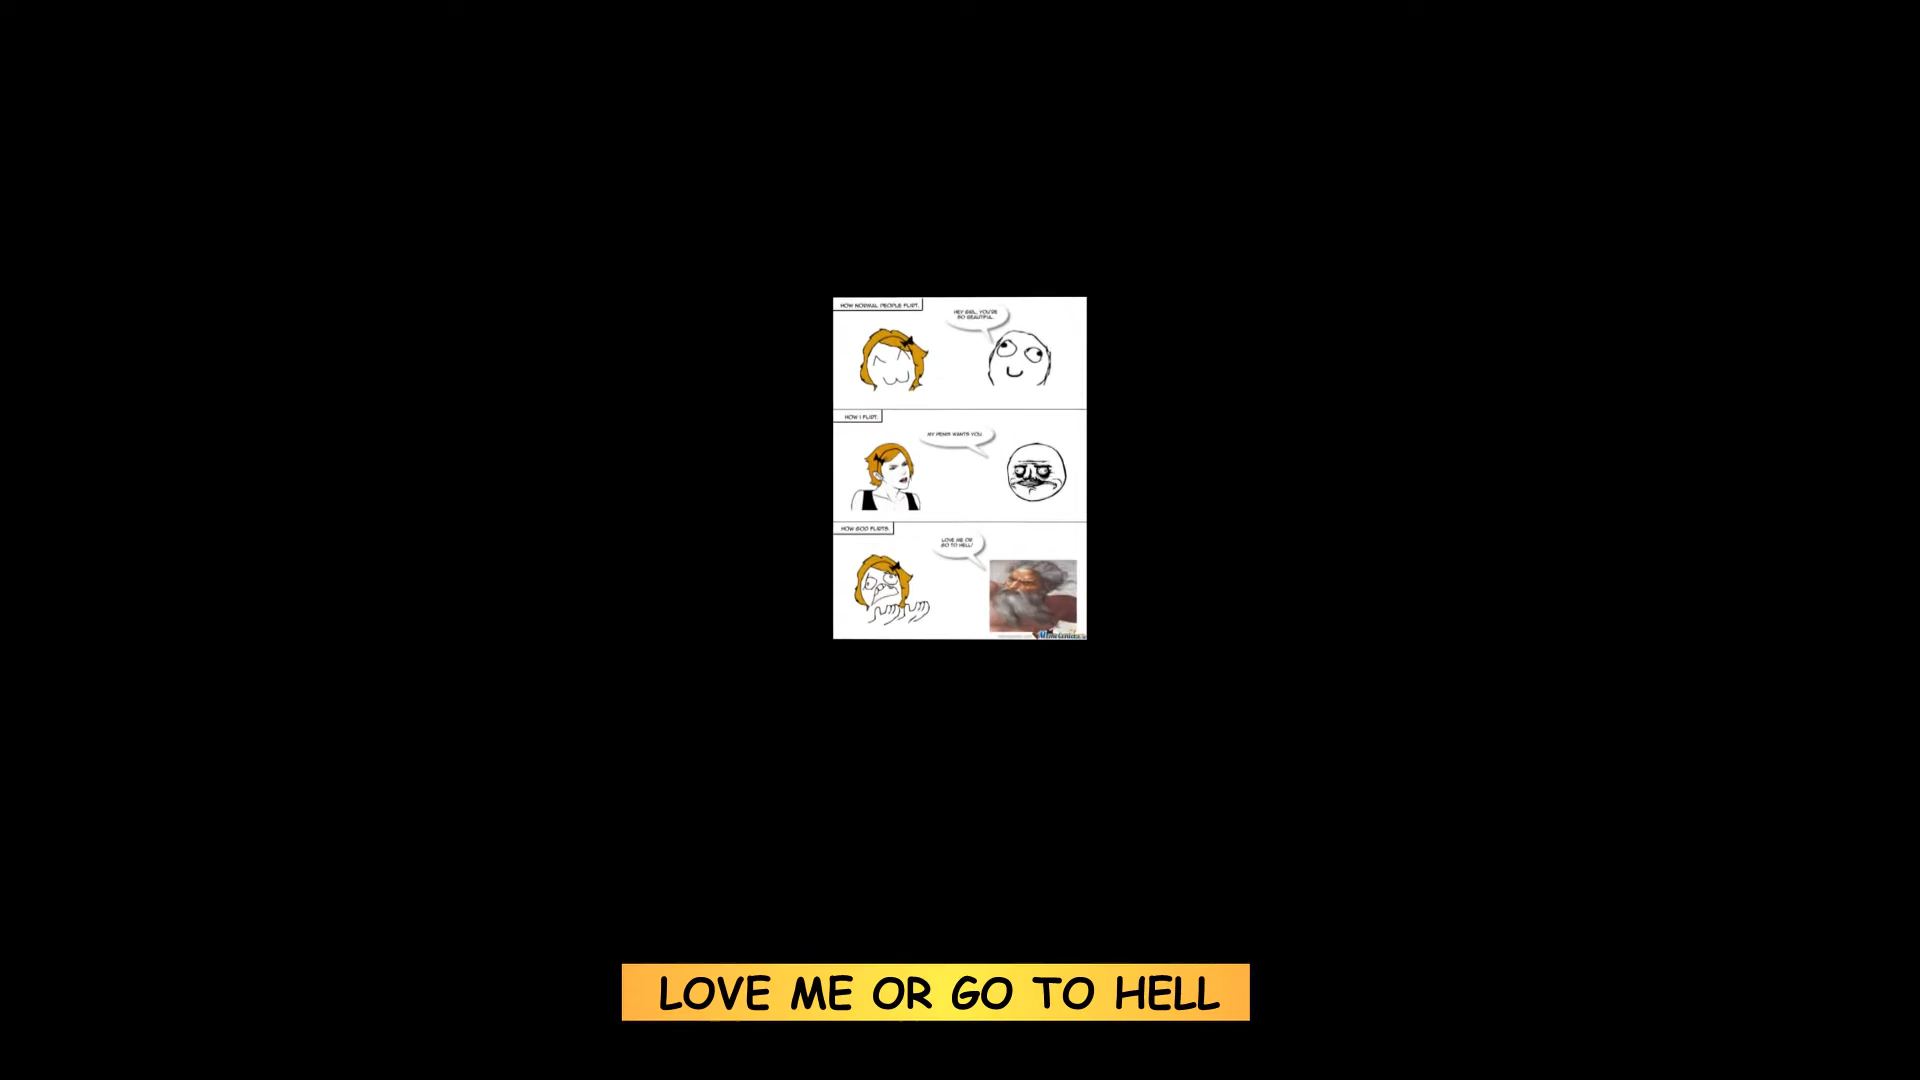 HOW NORMAL PEOPLE FLIRT.
HEY GIRL, YOU'RE
SO BEAUTIFUL.
HOW I FLIRT.
MY PENIS WANTS YOU
HOW GOD FLIRTS.
LOVE ME OR
GO TO HELL!
MemeCenter
LOVE ME OR GO TO HELL